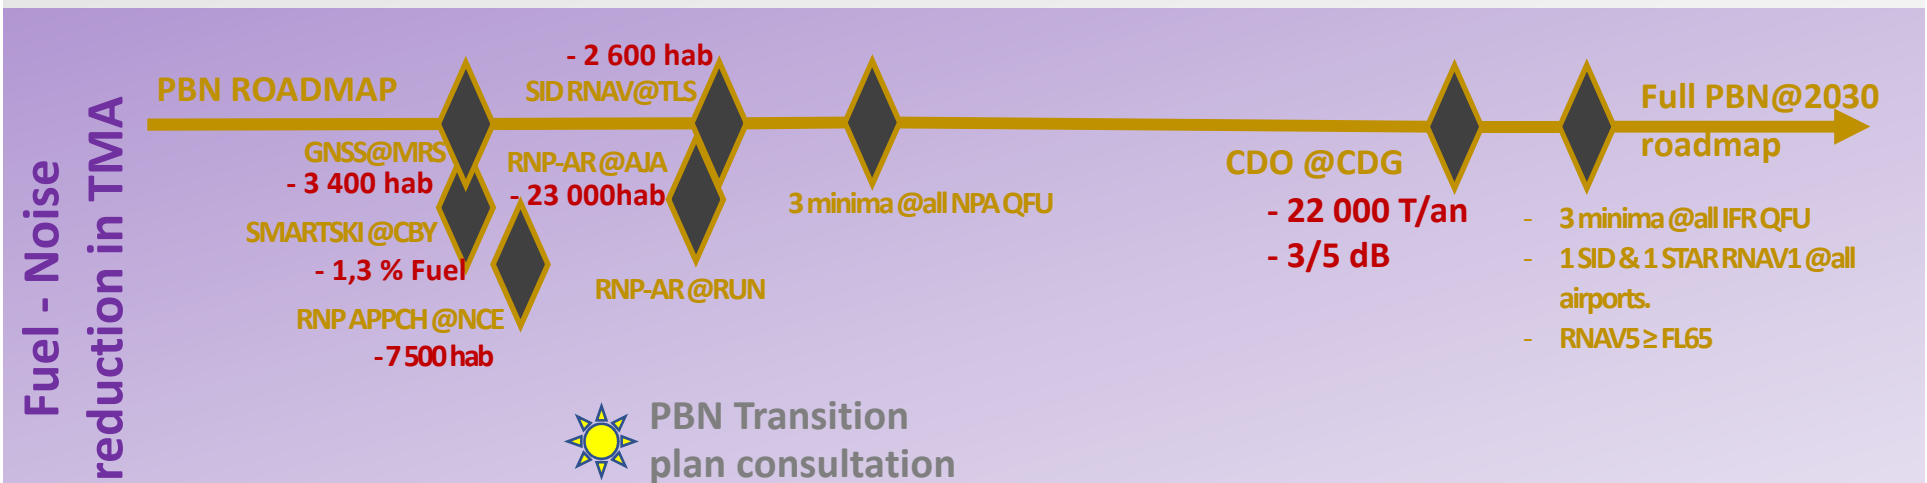 Fuel - Noise
reduction in TMA
PBN ROADMAP
- 2 600 hab
SID RNAV@TLS
GNSS@MRS
- 3 400 hab
RNP-AR @AJA
- 23 000hab
SMARTSKI @CBY
- 1,3 % Fuel
RNP APPCH @NCE
-7 500 hab
RNP-AR @RUN
3 minima @all NPA QFU
CDO @CDG
- 22 000 T/an
- 3/5 dB
Full PBN@2030
roadmap
- 3 minima @all IFR QFU
- 1 SID & 1 STAR RNAV1 @all
airports.
- RNAV5 ≥ FL65
PBN Transition
plan consultation